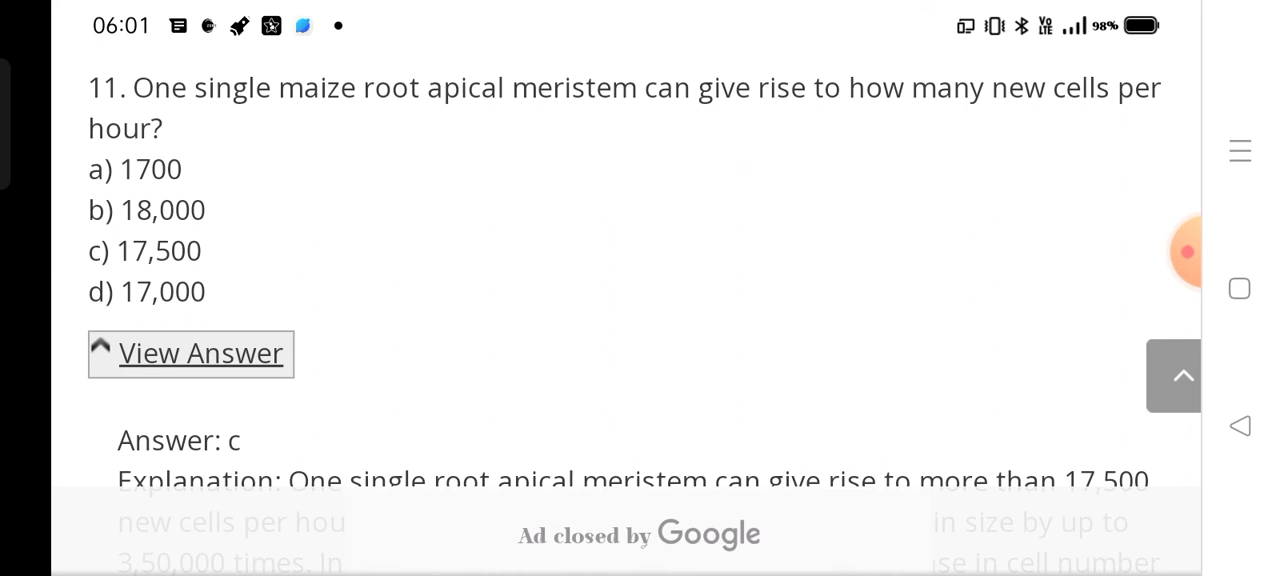 06:01
VO
LTE
98%
11. One single maize root apical meristem can give rise to how many new cells per
hour?
a) 1700
b) 18,000
c) 17,500
d) 17,000
View Answer
Answer: c
Explanation: One single root apical meristem can give rise to more than 17,500
new cells per hou in size by up to
Ad closed by Google
3,50,000 times. In se in cell number